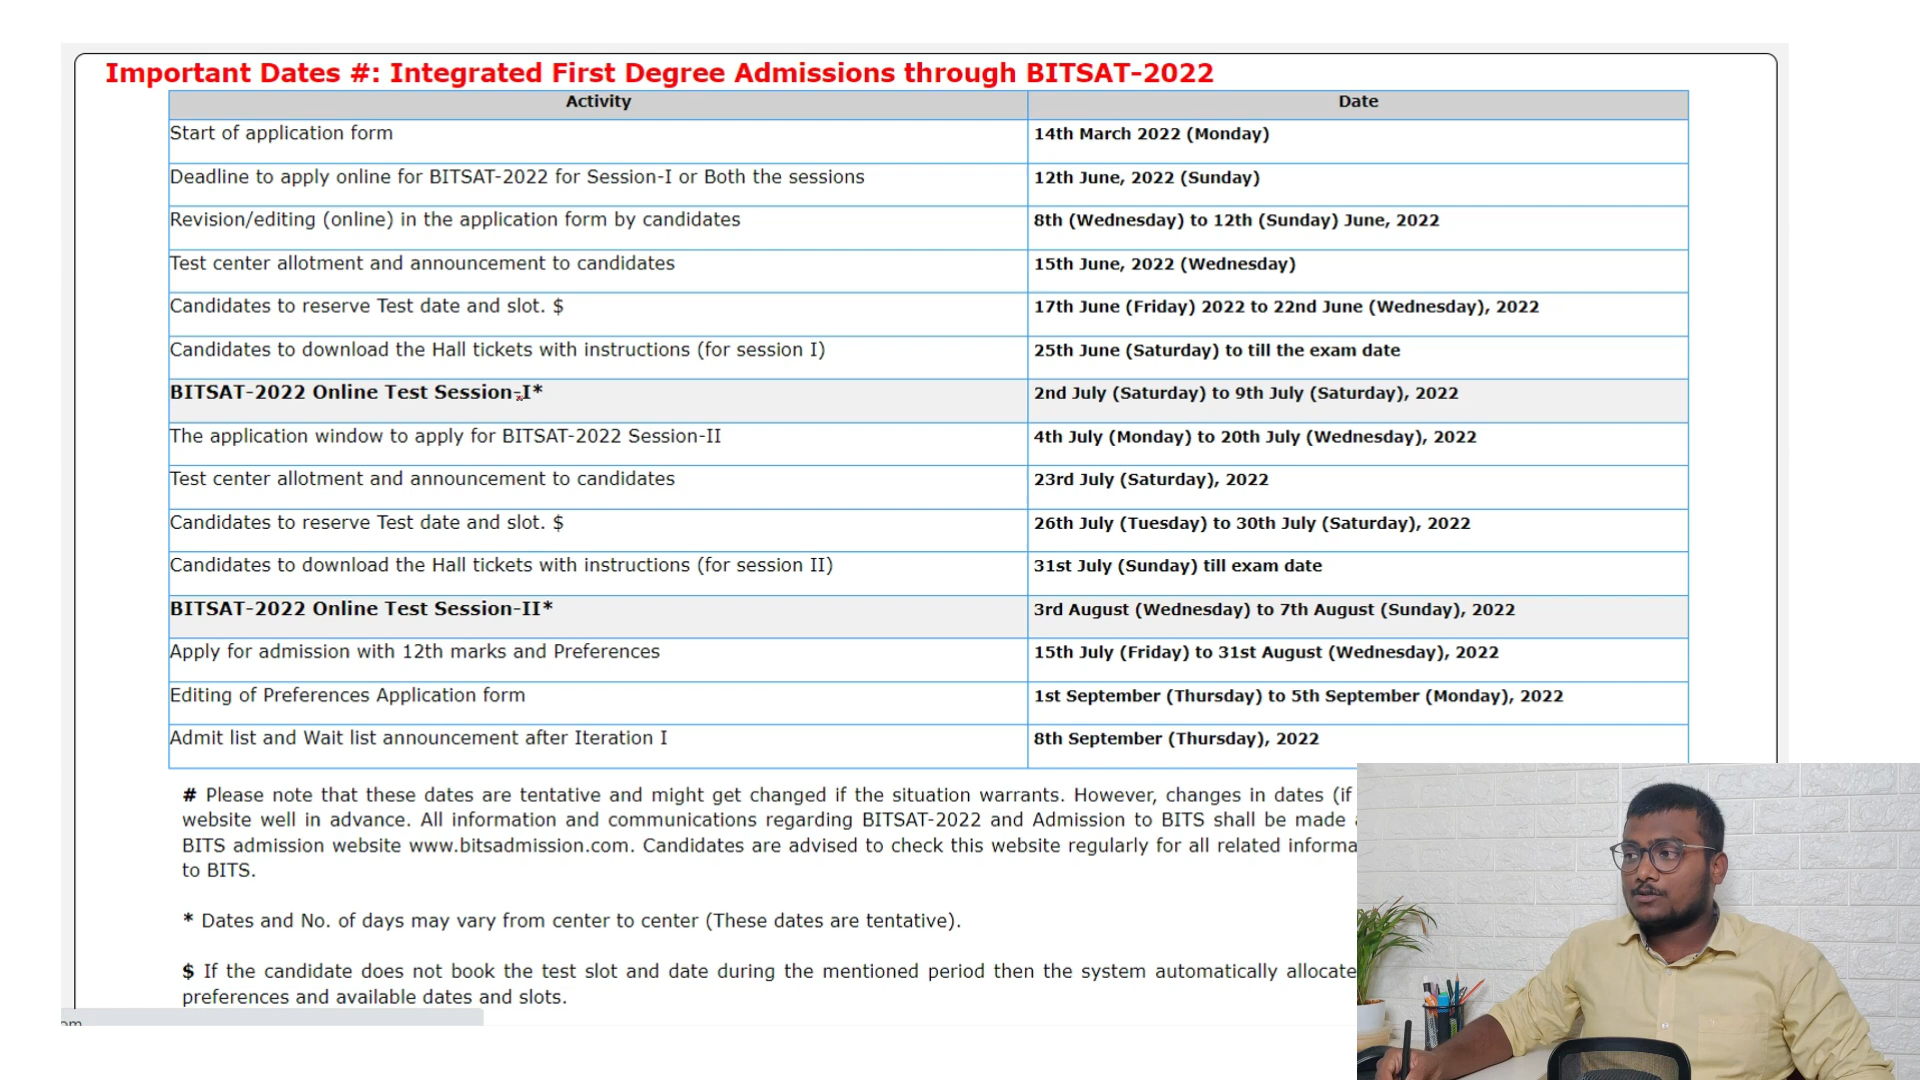 Important Dates #: Integrated First Degree Admissions through BITSAT-2022
Activity Date
Start of application form 14th March 2022 (Monday)
Deadline to apply online for BITSAT-2022 for Session-I or Both the sessions 12th June, 2022 (Sunday)
Revision/editing (online) in the application form by candidates 8th (Wednesday) to 12th (Sunday) June, 2022
Test center allotment and announcement to candidates 15th June, 2022 (Wednesday)
Candidates to reserve Test date and slot. $ 17th June (Friday) 2022 to 22nd June (Wednesday), 2022
Candidates to download the Hall tickets with instructions (for session I) 25th June (Saturday) to till the exam date
BITSAT-2022 Online Test Session-I* 2nd July (Saturday) to 9th July (Saturday), 2022
The application window to apply for BITSAT-2022 Session-II 4th July (Monday) to 20th July (Wednesday), 2022
Test center allotment and announcement to candidates 23rd July (Saturday), 2022
Candidates to reserve Test date and slot. $ 26th July (Tuesday) to 30th July (Saturday), 2022
Candidates to download the Hall tickets with instructions (for session II) 31st July (Sunday) till exam date
BITSAT-2022 Online Test Session-II* 3rd August (Wednesday) to 7th August (Sunday), 2022
Apply for admission with 12th marks and Preferences 15th July (Friday) to 31st August (Wednesday), 2022
Editing of Preferences Application form 1st September (Thursday) to 5th September (Monday), 2022
Admit list and Wait list announcement after Iteration I 8th September (Thursday), 2022
# Please note that these dates are tentative and might get changed if the situation warrants. However, changes in dates (if
website well in advance. All information and communications regarding BITSAT-2022 and Admission to BITS shall be made
BITS admission website www.bitsadmission.com. Candidates are advised to check this website regularly for all related informa
to BITS.
* Dates and No. of days may vary from center to center (These dates are tentative).
$ If the candidate does not book the test slot and date during the mentioned period then the system automatically allocate
preferences and available dates and slots.